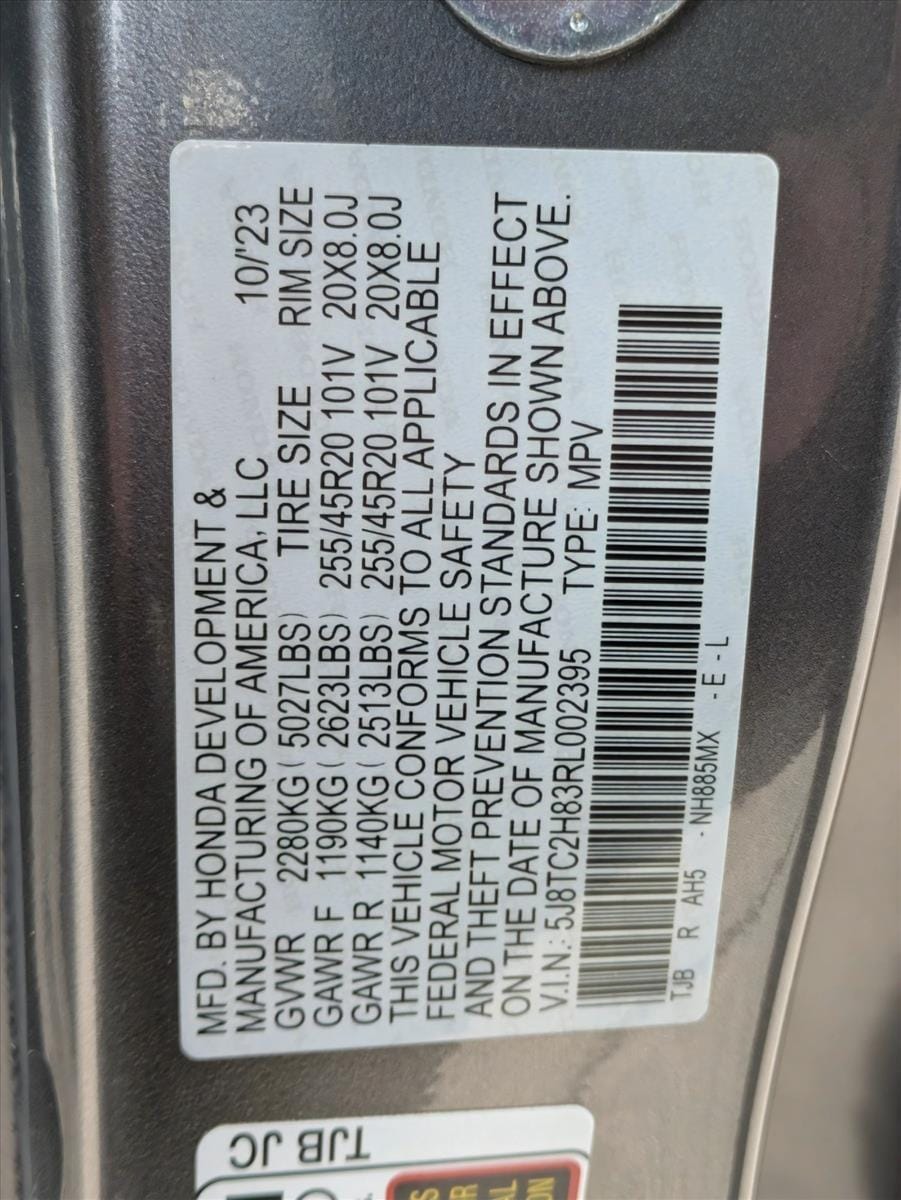 MFD. BY HONDA DEVELOPMENT &
MANUFACTURING OF AMERICA, LLC 10/'23
GVWR 2280KG ( 5027LBS) TIRE SIZE RIM SIZE
GAWR F 1190KG ( 2623LBS) 255/45R20 101V 20X8.0J
GAWR R 1140KG ( 2513LBS) 255/45R20 101V 20X8.0J
THIS VEHICLE CONFORMS TO ALL APPLICABLE
FEDERAL MOTOR VEHICLE SAFETY
AND THEFT PREVENTION STANDARDS IN EFFECT
ON THE DATE OF MANUFACTURE SHOWN ABOVE.
V.I.N.: 5J8TC2H83RL002395 TYPE: MPV
TJB R AH5 - NH885MX - E - L
TJB JC